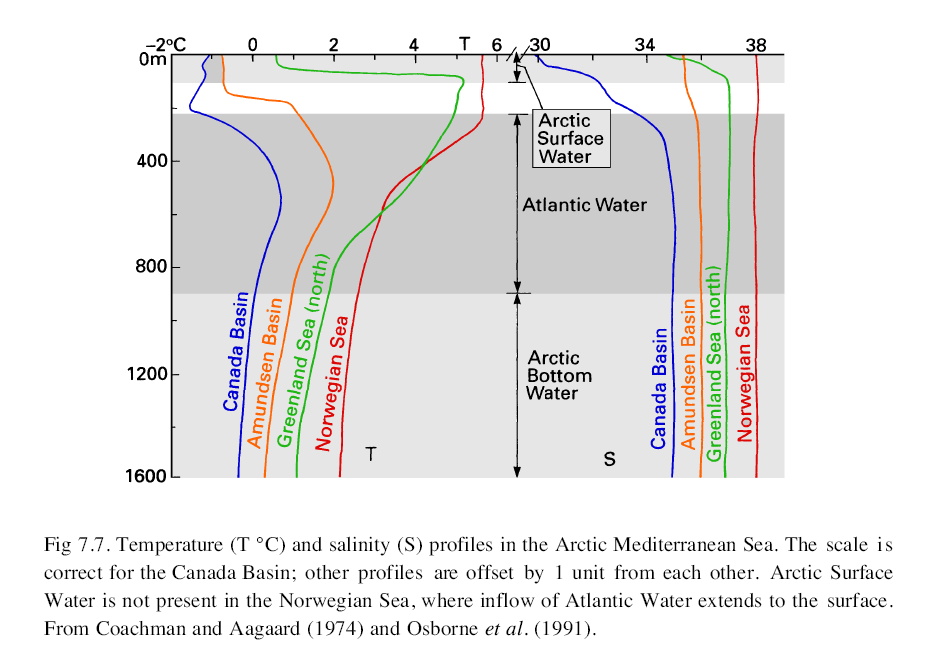 –2°C 0 2 4 T 6 30 34 38
0m
Arctic
Surface
Water
400
Atlantic Water
800
Canada Basin
Amundsen Basin
Greenland Sea (north)
Norwegian Sea
Arctic
Bottom
Water
Canada Basin
Amundsen Basin
Greenland Sea (north)
Norwegian Sea
1200
T
S
1600
Fig 7.7. Temperature (T °C) and salinity (S) profiles in the Arctic Mediterranean Sea. The scale is
correct for the Canada Basin; other profiles are offset by 1 unit from each other. Arctic Surface
Water is not present in the Norwegian Sea, where inflow of Atlantic Water extends to the surface.
From Coachman and Aagaard (1974) and Osborne et al. (1991).